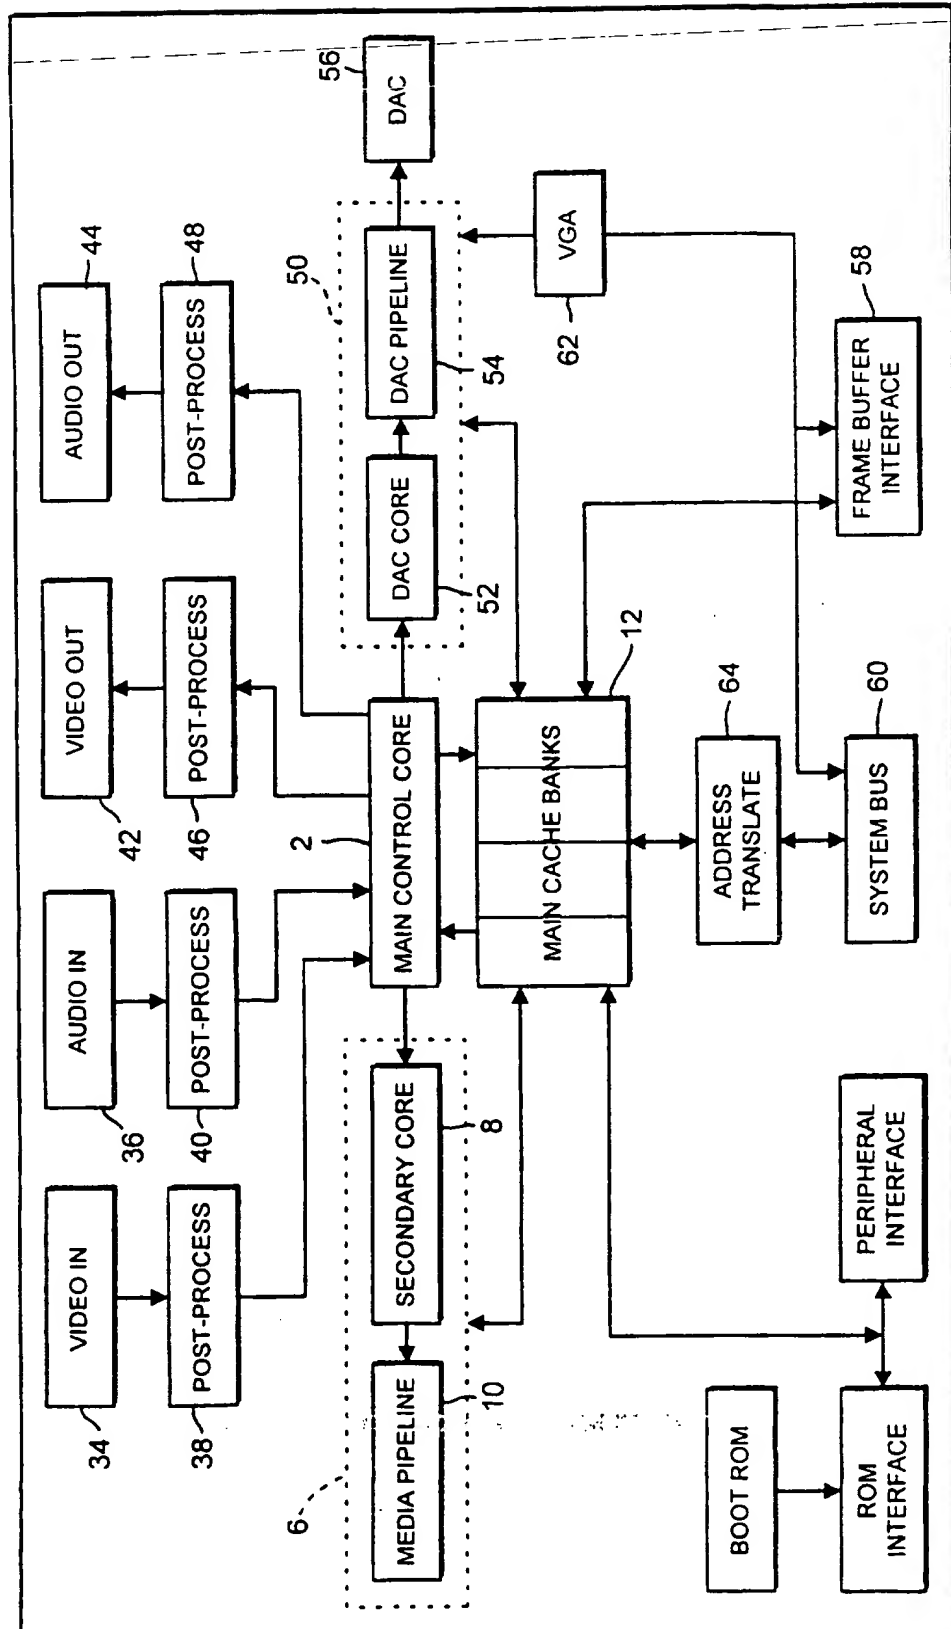 VIDEO IN
34
AUDIO IN
36
VIDEO OUT
42
AUDIO OUT
44
POST-PROCESS
38
POST-PROCESS
40
POST-PROCESS
46
POST-PROCESS
48
6
MEDIA PIPELINE
10
SECONDARY CORE
8
2
MAIN CONTROL CORE
50
DAC CORE
52
DAC PIPELINE
54
DAC
56
MAIN CACHE BANKS
12
VGA
62
BOOT ROM
ADDRESS
TRANSLATE
64
ROM
INTERFACE
PERIPHERAL
INTERFACE
SYSTEM BUS
60
FRAME BUFFER
INTERFACE
58